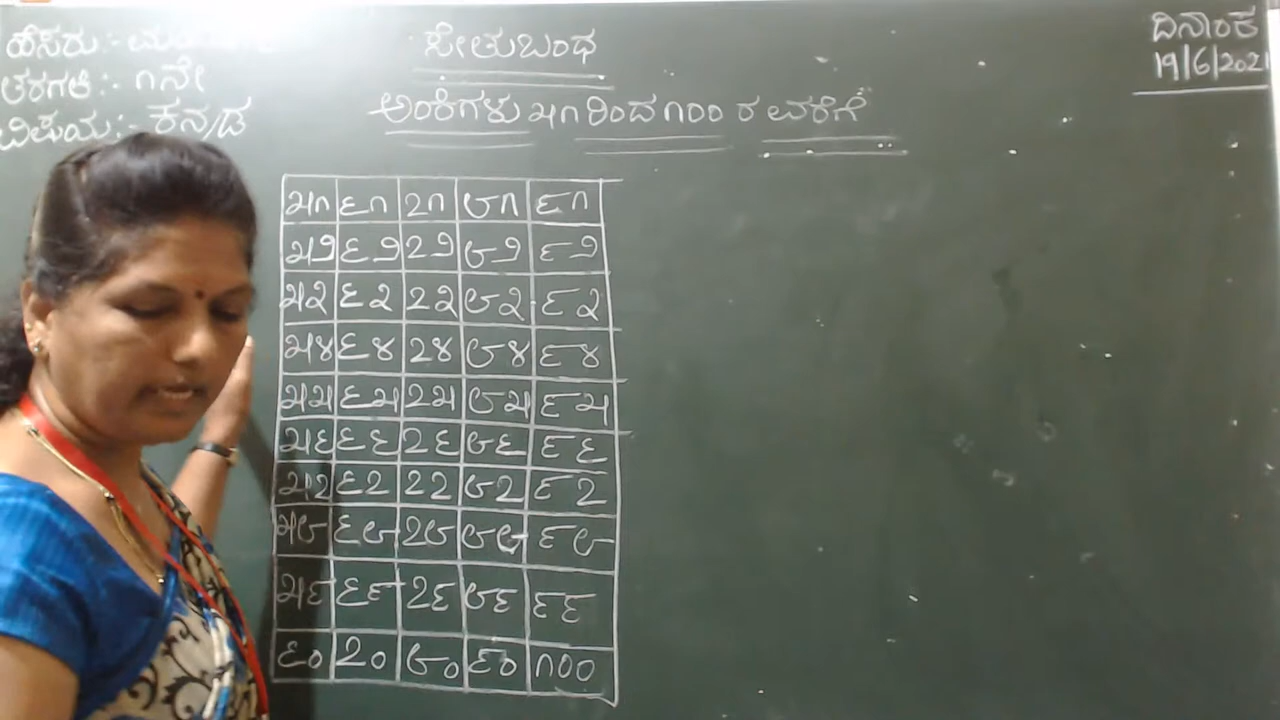 ಹೆಸರು:-
ಸೇತುಬಂಧ
ದಿನಾಂಕ
19/6/2021
ತರಗತಿ:- ೧ನೇ
ವಿಷಯ:- ಕನ್ನಡ
ಅಂಕಿಗಳು ೫೧ ರಿಂದ ೧೦೦ ರ ವರೆಗೆ
೫೧ ೬೧ ೭೧ ೮೧ ೯೧
೫೨ ೬೨ ೭೨ ೮೨ ೯೨
೫೩ ೬೩ ೭೩ ೮೩ ೯೩
೫೪ ೬೪ ೭೪ ೮೪ ೯೪
೫೫ ೬೫ ೭೫ ೮೫ ೯೫
೫೬ ೬೬ ೭೬ ೮೬ ೯೬
೫೭ ೬೭ ೭೭ ೮೭ ೯೭
೫೮ ೬೮ ೭೮ ೮೮ ೯೮
೫೯ ೬೯ ೭೯ ೮೯ ೯೯
೬೦ ೭೦ ೮೦ ೯೦ ೧೦೦